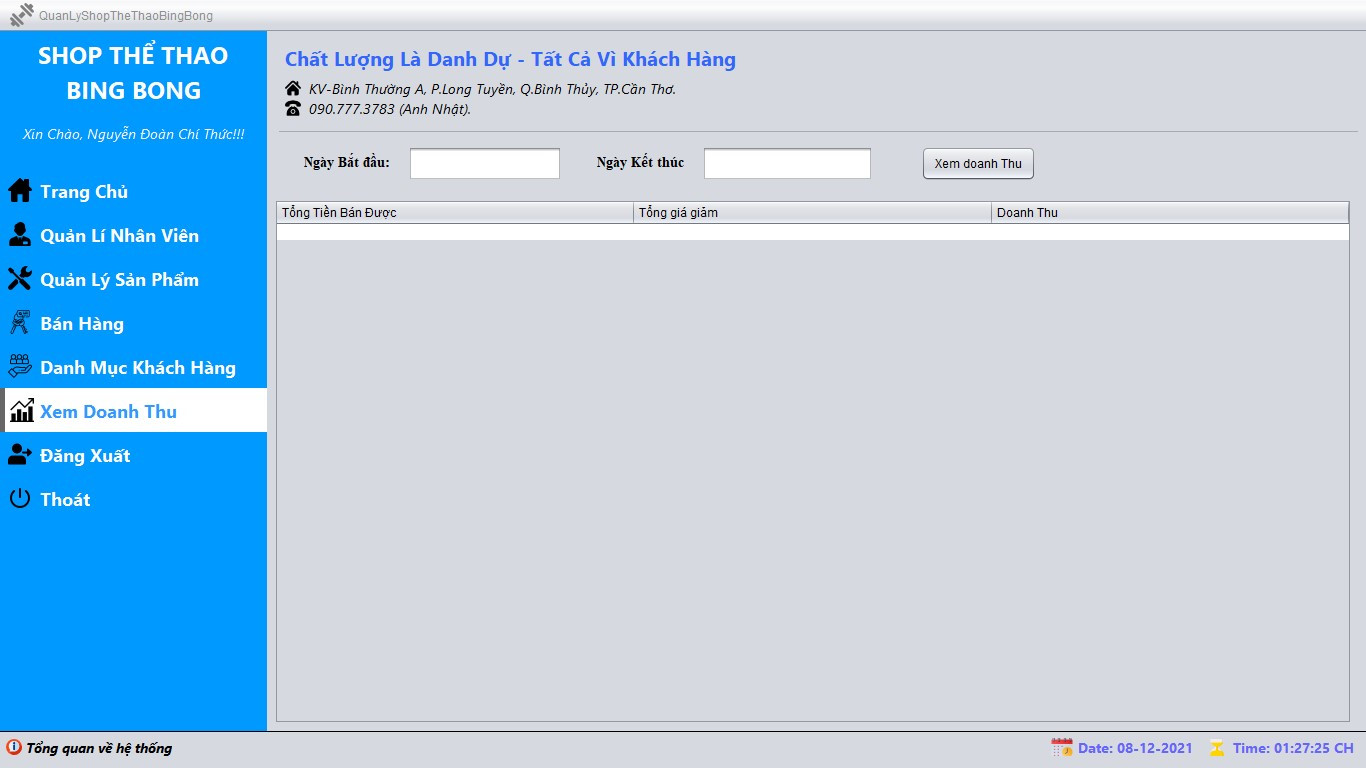 QuanLyShopTheThaoBingBong
SHOP THỂ THAO
BING BONG
Xin Chào, Nguyễn Đoàn Chí Thức!!!
Trang Chủ
Quản Lí Nhân Viên
Quản Lý Sản Phẩm
Bán Hàng
Danh Mục Khách Hàng
Xem Doanh Thu
Đăng Xuất
Thoát
Chất Lượng Là Danh Dự - Tất Cả Vì Khách Hàng
KV-Bình Thường A, P.Long Tuyền, Q.Bình Thủy, TP.Cần Thơ.
090.777.3783 (Anh Nhật).
Ngày Bắt đầu: Ngày Kết thúc Xem doanh Thu
Tổng Tiền Bán Được Tổng giá giảm Doanh Thu
Tổng quan về hệ thống Date: 08-12-2021 Time: 01:27:25 CH